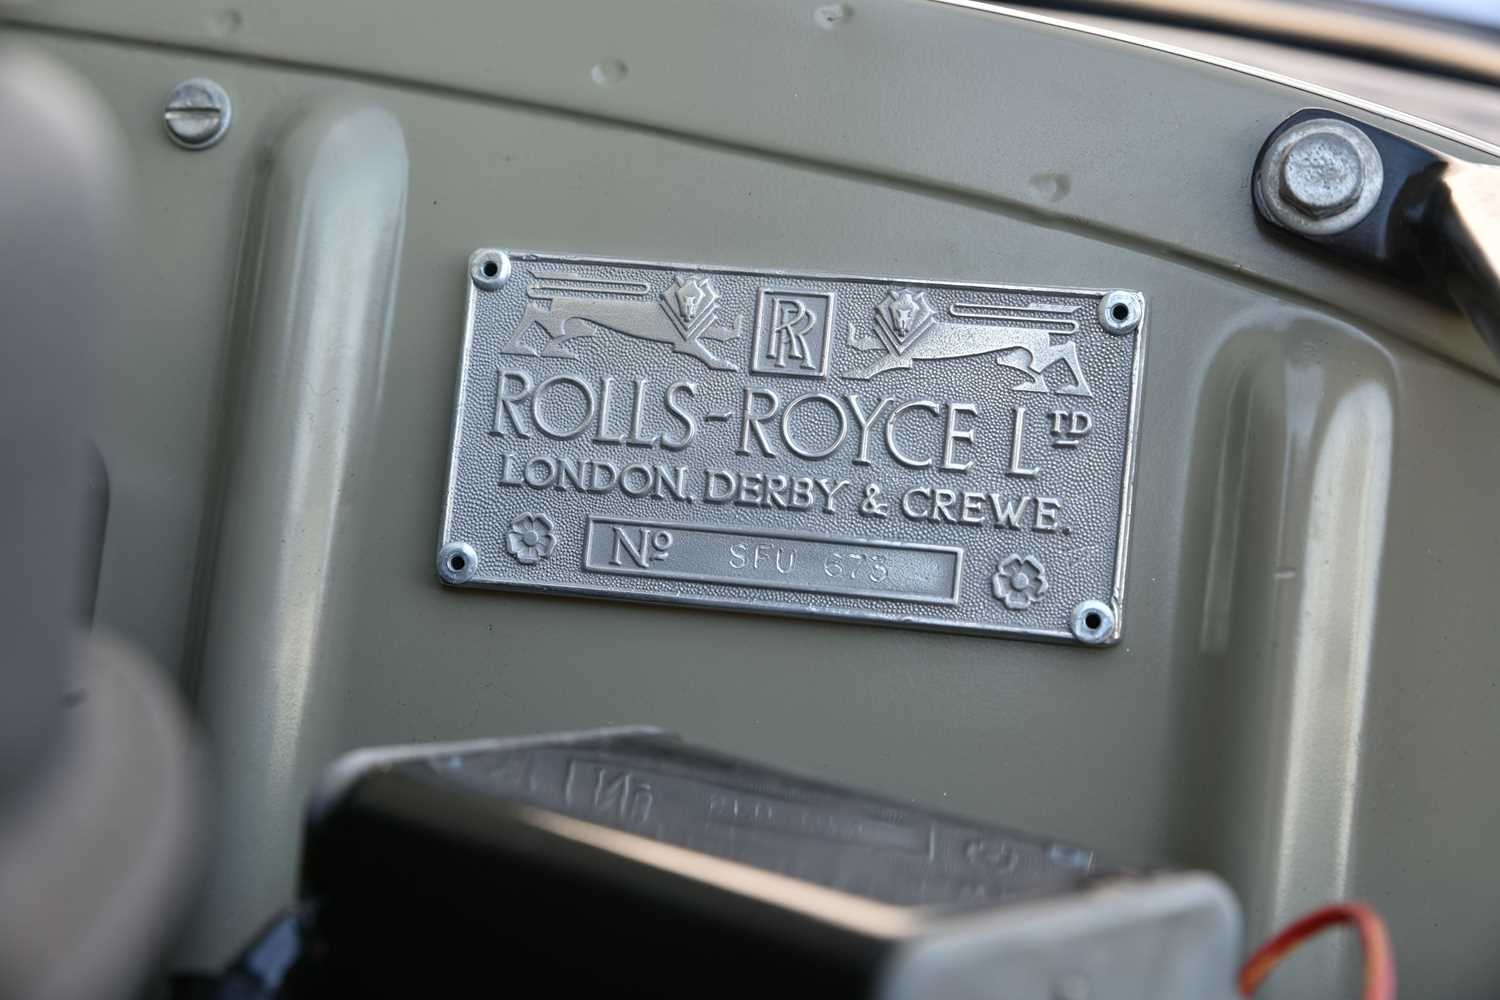 RR
ROLLS-ROYCE LTD
LONDON, DERBY & CREWE.
No SFU 673